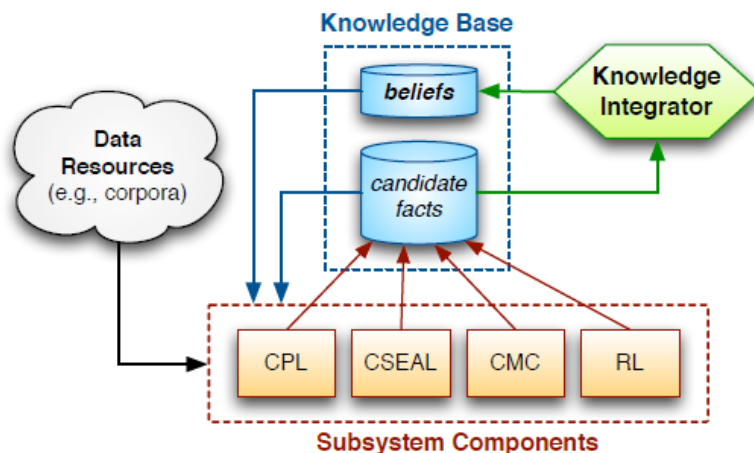 Knowledge Base
beliefs
Knowledge
Integrator
Data
Resources
(e.g., corpora)
candidate
facts
CPL
CSEAL
CMC
RL
Subsystem Components